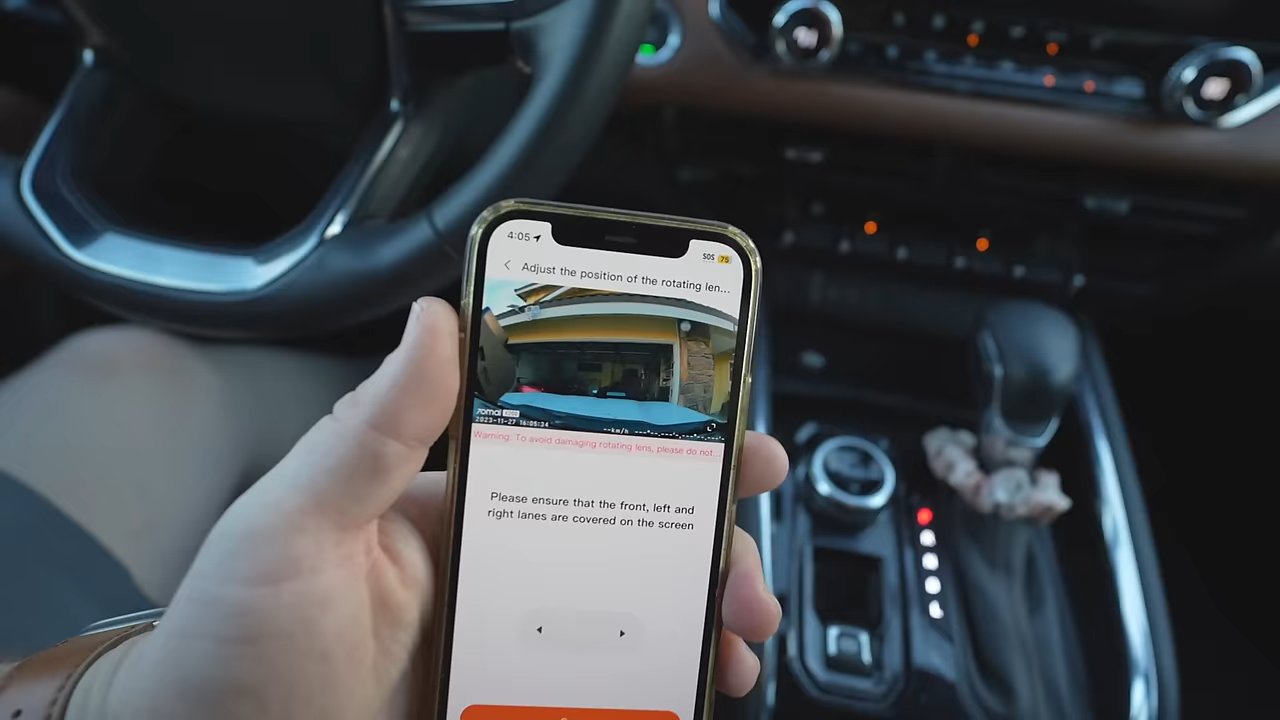 4:05
SOS 75
Adjust the position of the rotating len...
70mai
2023-11-27 16:05:34
--km/h
Warning: To avoid damaging rotating lens, please do not...
Please ensure that the front, left and
right lanes are covered on the screen